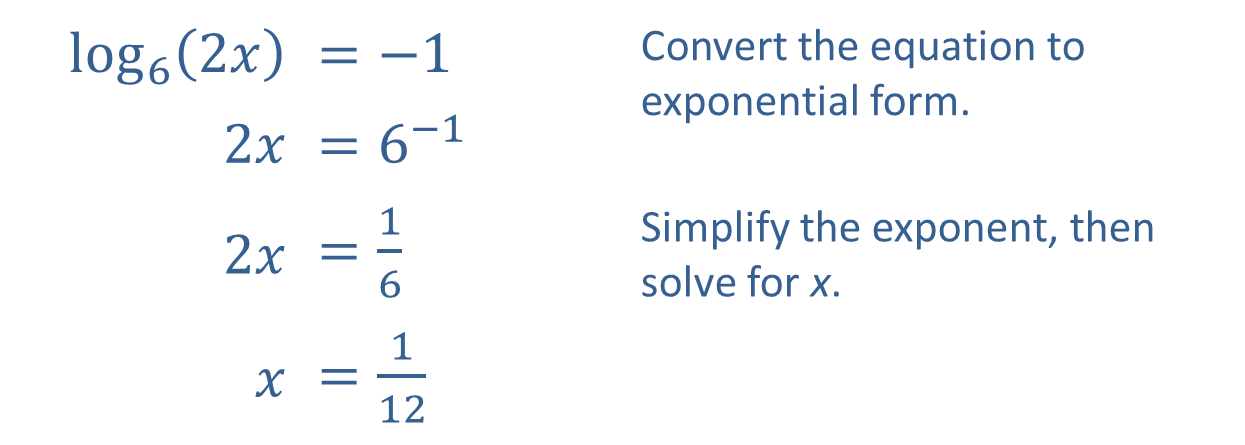 log₆(2x) = −1
Convert the equation to
exponential form.
2x = 6⁻¹
2x = 1/6
Simplify the exponent, then
solve for x.
x = 1/12